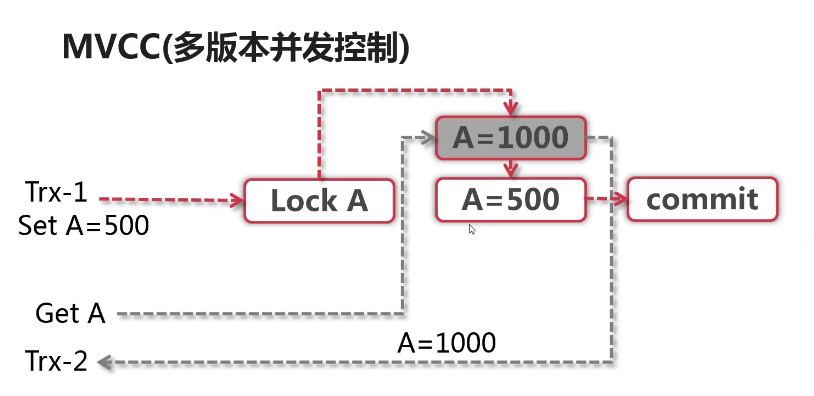 MVCC(多版本并发控制)
A=1000
Trx-1
Lock A
A=500
commit
Set A=500
Get A
A=1000
Trx-2